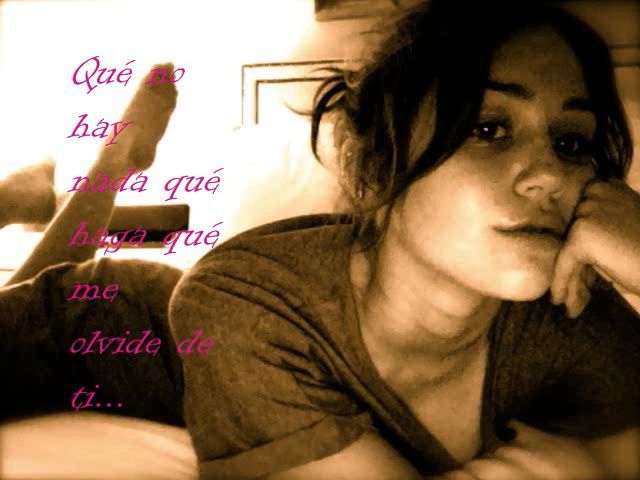 Qué no
hay
nada qué
haga qué
me
olvide de
ti...